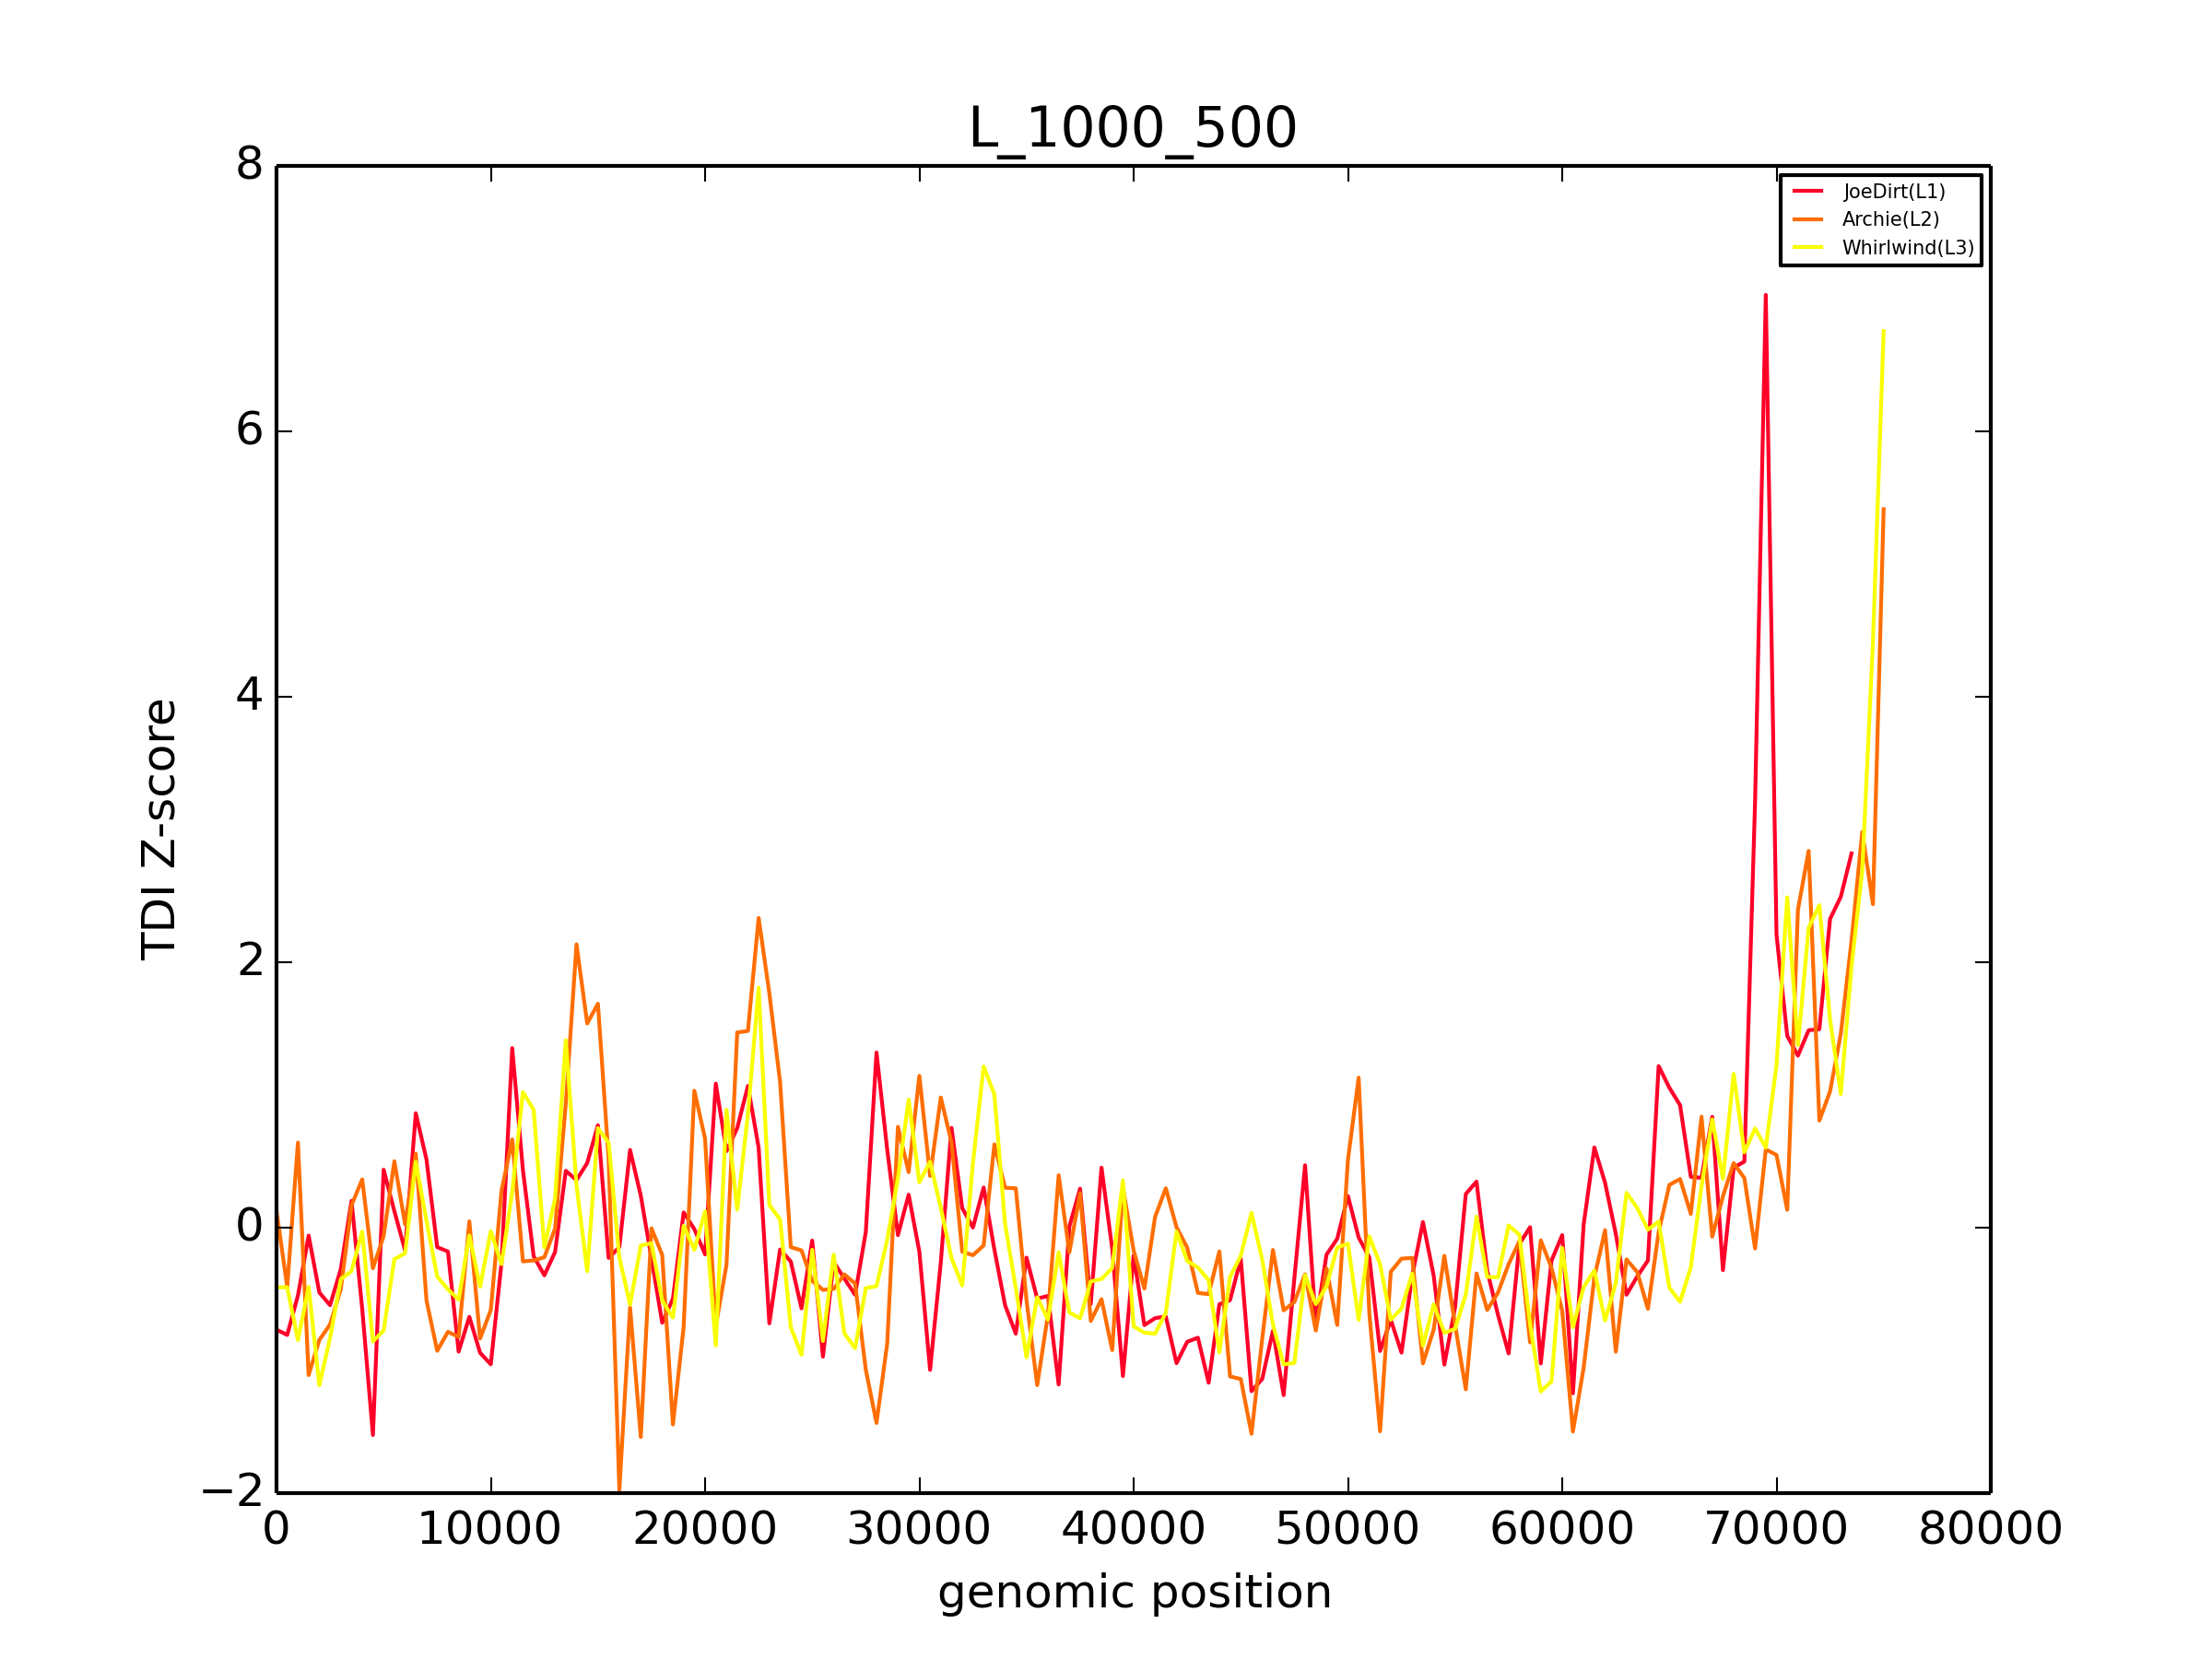 L_1000_500
8
6
4
2
0
−2
TDI Z-score
JoeDirt(L1)
Archie(L2)
Whirlwind(L3)
0 10000 20000 30000 40000 50000 60000 70000 80000
genomic position